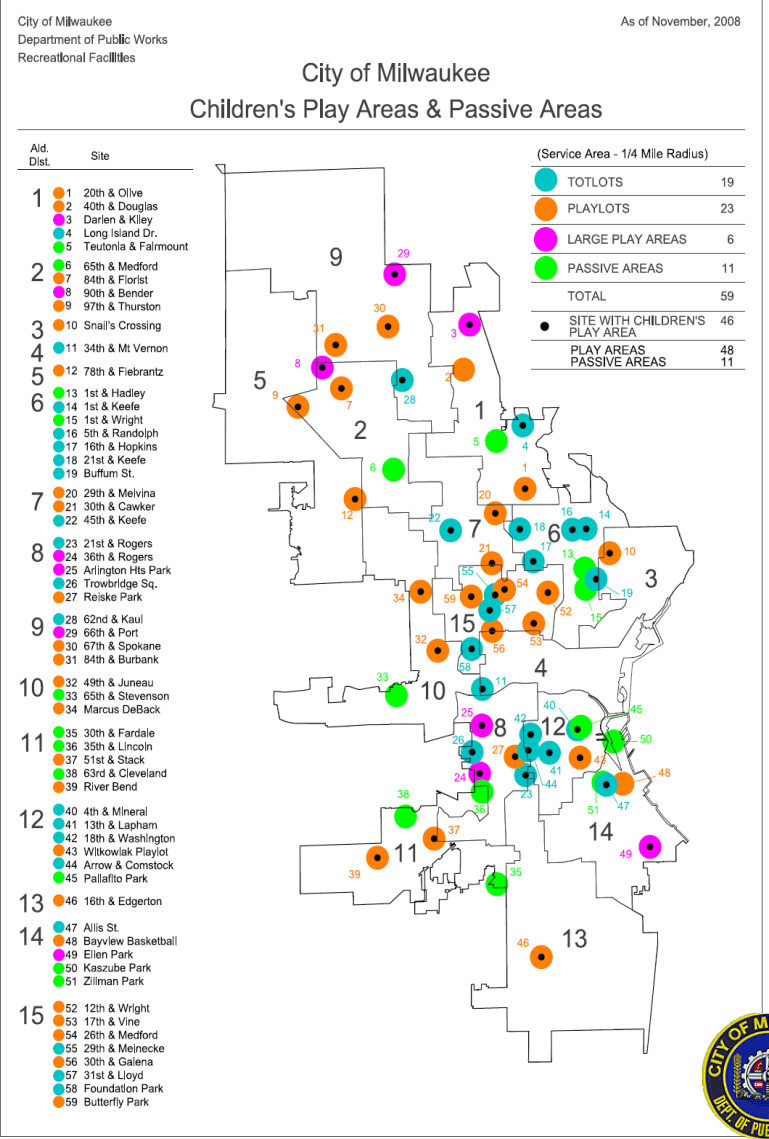 City of Milwaukee
Department of Public Works
Recreational Facilities
As of November, 2008
City of Milwaukee
Children's Play Areas & Passive Areas
Ald.
Dist.
Site
1
1 20th & Olive
2 40th & Douglas
3 Darien & Kiley
4 Long Island Dr.
5 Teutonia & Fairmount
2
6 65th & Medford
7 84th & Florist
8 90th & Bender
9 97th & Thurston
3
10 Snail's Crossing
4
11 34th & Mt Vernon
5
12 78th & Fiebrantz
6
13 1st & Hadley
14 1st & Keefe
15 1st & Wright
16 5th & Randolph
17 16th & Hopkins
18 21st & Keefe
19 Buffum St.
7
20 29th & Melvina
21 30th & Cawker
22 45th & Keefe
8
23 21st & Rogers
24 36th & Rogers
25 Arlington Hts Park
26 Trowbridge Sq.
27 Reiske Park
9
28 62nd & Kaul
29 66th & Port
30 67th & Spokane
31 84th & Burbank
10
32 49th & Juneau
33 65th & Stevenson
34 Marcus DeBack
11
35 30th & Fardale
36 35th & Lincoln
37 51st & Stack
38 63rd & Cleveland
39 River Bend
12
40 4th & Mineral
41 13th & Lapham
42 18th & Washington
43 Witkowiak Playlot
44 Arrow & Comstock
45 Paliafito Park
13
46 16th & Edgerton
14
47 Allis St.
48 Bayview Basketball
49 Ellen Park
50 Kaszube Park
51 Zillman Park
15
52 12th & Wright
53 17th & Vine
54 26th & Medford
55 29th & Meinecke
56 30th & Galena
57 31st & Lloyd
58 Foundation Park
59 Butterfly Park
(Service Area - 1/4 Mile Radius)
TOTLOTS 19
PLAYLOTS 23
LARGE PLAY AREAS 6
PASSIVE AREAS 11
TOTAL 59
SITE WITH CHILDREN'S 46
PLAY AREA
PLAY AREAS 48
PASSIVE AREAS 11
9
29
30
3
31
8
2
5
28
7
9
1
2
5
4
6
1
12
20
22
7
18
16
14
6
17
10
21
13
3
55
19
54
34
59
52
57
15
15
53
56
32
58
4
33
10
11
25
8
42
12
40
45
50
26
27
41
43
44
24
23
48
36
51
47
38
14
37
11
49
39
35
46
13
CITY OF M
DEPT. OF PUB